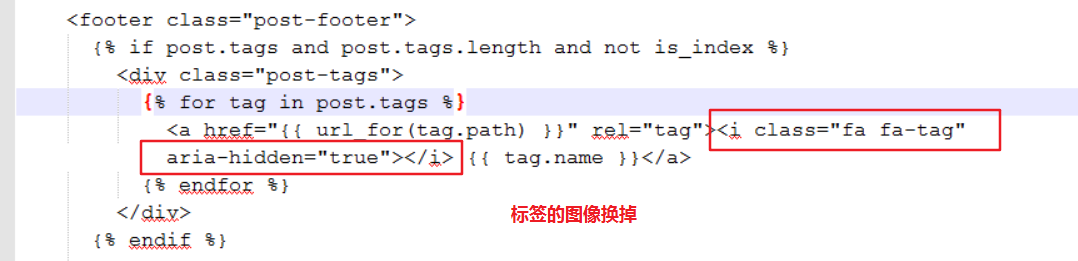 <footer class="post-footer">
{% if post.tags and post.tags.length and not is_index %}
<div class="post-tags">
{% for tag in post.tags %}
<a href="{{ url_for(tag.path) }}" rel="tag"><i class="fa fa-tag"
aria-hidden="true"></i> {{ tag.name }}</a>
{% endfor %}
</div>
标签的图像换掉
{% endif %}